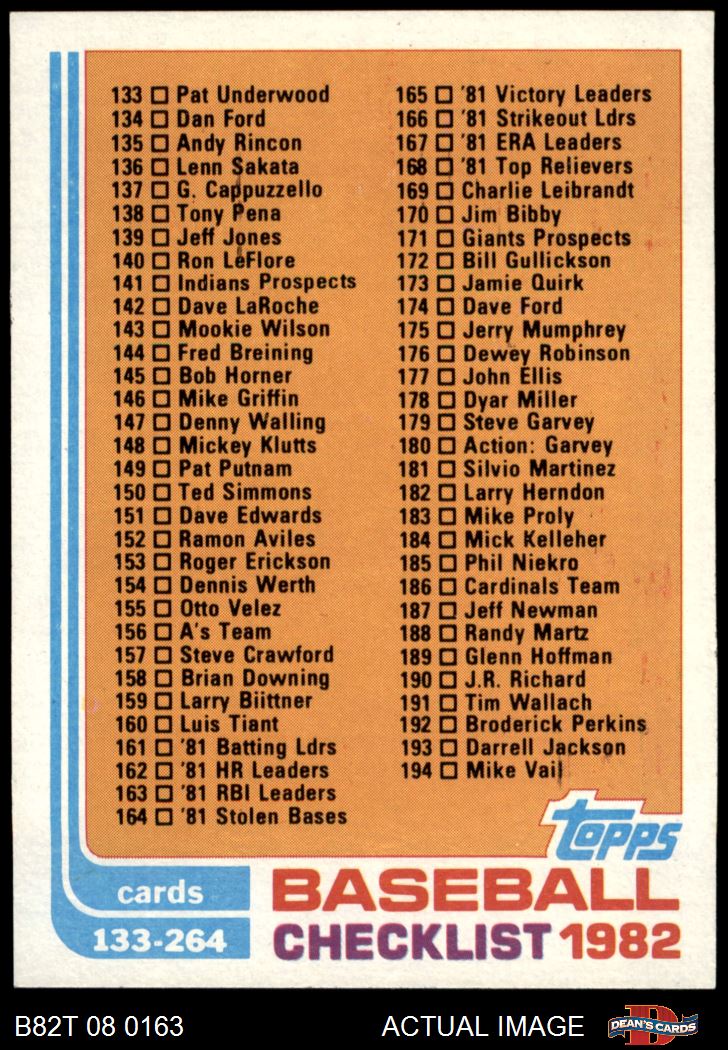 133 Pat Underwood
134 Dan Ford
135 Andy Rincon
136 Lenn Sakata
137 G. Cappuzzello
138 Tony Pena
139 Jeff Jones
140 Ron LeFlore
141 Indians Prospects
142 Dave LaRoche
143 Mookie Wilson
144 Fred Breining
145 Bob Horner
146 Mike Griffin
147 Denny Walling
148 Mickey Klutts
149 Pat Putnam
150 Ted Simmons
151 Dave Edwards
152 Ramon Aviles
153 Roger Erickson
154 Dennis Werth
155 Otto Velez
156 A's Team
157 Steve Crawford
158 Brian Downing
159 Larry Biittner
160 Luis Tiant
161 '81 Batting Ldrs
162 '81 HR Leaders
163 '81 RBI Leaders
164 '81 Stolen Bases
165 '81 Victory Leaders
166 '81 Strikeout Ldrs
167 '81 ERA Leaders
168 '81 Top Relievers
169 Charlie Leibrandt
170 Jim Bibby
171 Giants Prospects
172 Bill Gullickson
173 Jamie Quirk
174 Dave Ford
175 Jerry Mumphrey
176 Dewey Robinson
177 John Ellis
178 Dyar Miller
179 Steve Garvey
180 Action: Garvey
181 Silvio Martinez
182 Larry Herndon
183 Mike Proly
184 Mick Kelleher
185 Phil Niekro
186 Cardinals Team
187 Jeff Newman
188 Randy Martz
189 Glenn Hoffman
190 J.R. Richard
191 Tim Wallach
192 Broderick Perkins
193 Darrell Jackson
194 Mike Vail
topps
cards
133-264
BASEBALL
CHECKLIST 1982
B82T 08 0163
ACTUAL IMAGE
D
DEAN'S CARDS